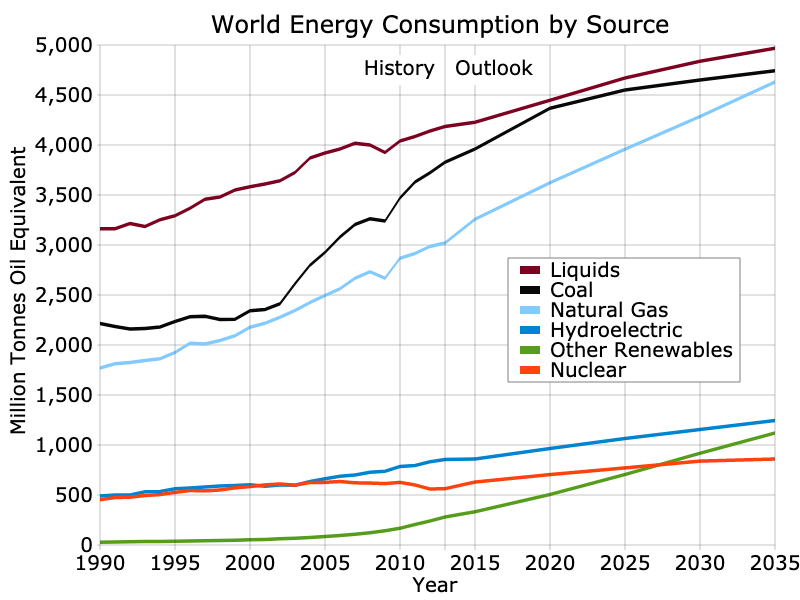 World Energy Consumption by Source
5,000
4,500
4,000
3,500
3,000
2,500
2,000
1,500
1,000
500
0
Million Tonnes Oil Equivalent
History Outlook
Liquids
Coal
Natural Gas
Hydroelectric
Other Renewables
Nuclear
1990 1995 2000 2005 2010 2015 2020 2025 2030 2035
Year